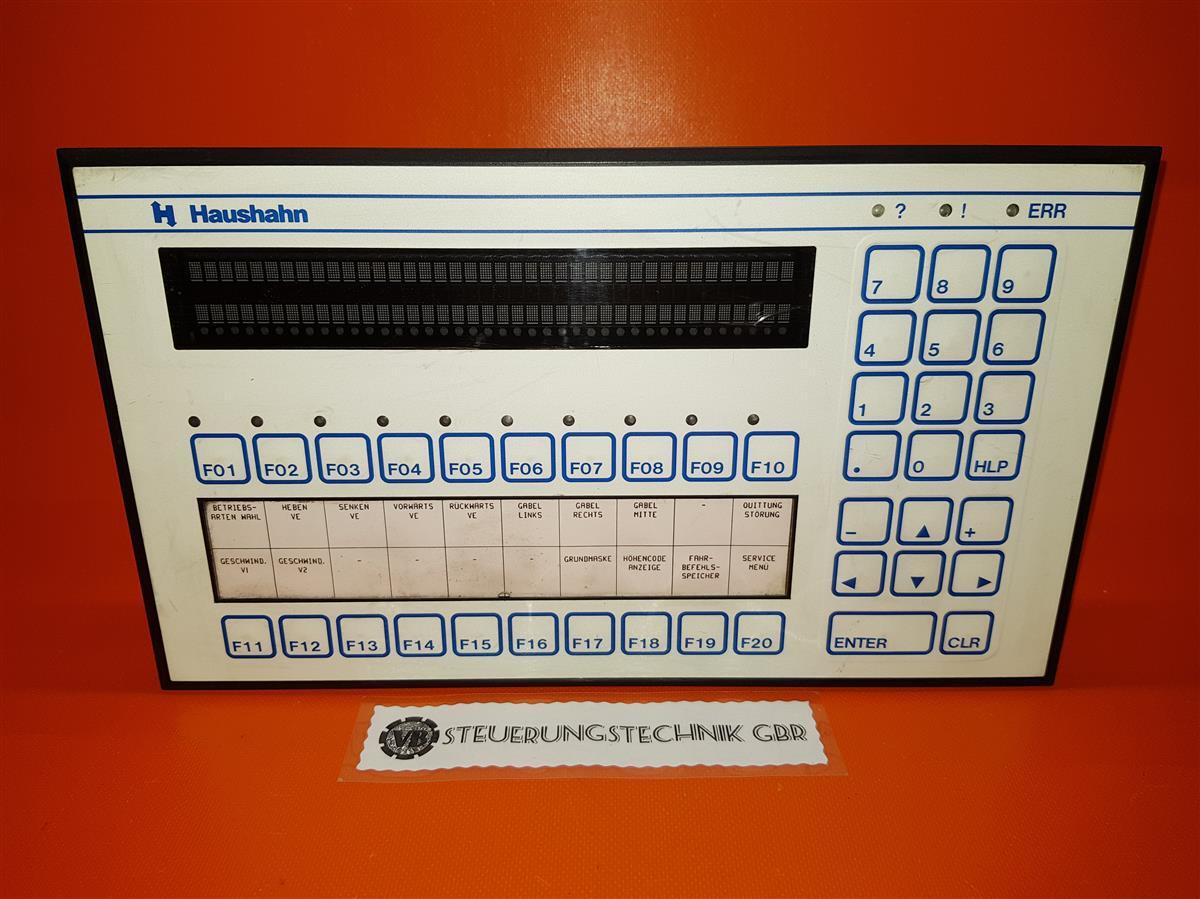 Haushahn
? ! ERR
7 8 9
4 5 6
1 2 3
. 0 HLP
- ▲ +
◄ ▼ ►
ENTER CLR
F01 F02 F03 F04 F05 F06 F07 F08 F09 F10
BETRIEBS-
ARTEN WAHL
HEBEN
VE
SENKEN
VE
VORWÄRTS
VE
RÜCKWÄRTS
VE
GABEL
LINKS
GABEL
RECHTS
GABEL
MITTE
-
QUITTUNG
STÖRUNG
GESCHWIND.
V1
GESCHWIND.
V2
-
-
-
-
GRUNDMASKE
HÖHENCODE
ANZEIGE
FAHR-
BEFEHLS-
SPEICHER
SERVICE
MENÜ
F11 F12 F13 F14 F15 F16 F17 F18 F19 F20
VB STEUERUNGSTECHNIK GBR